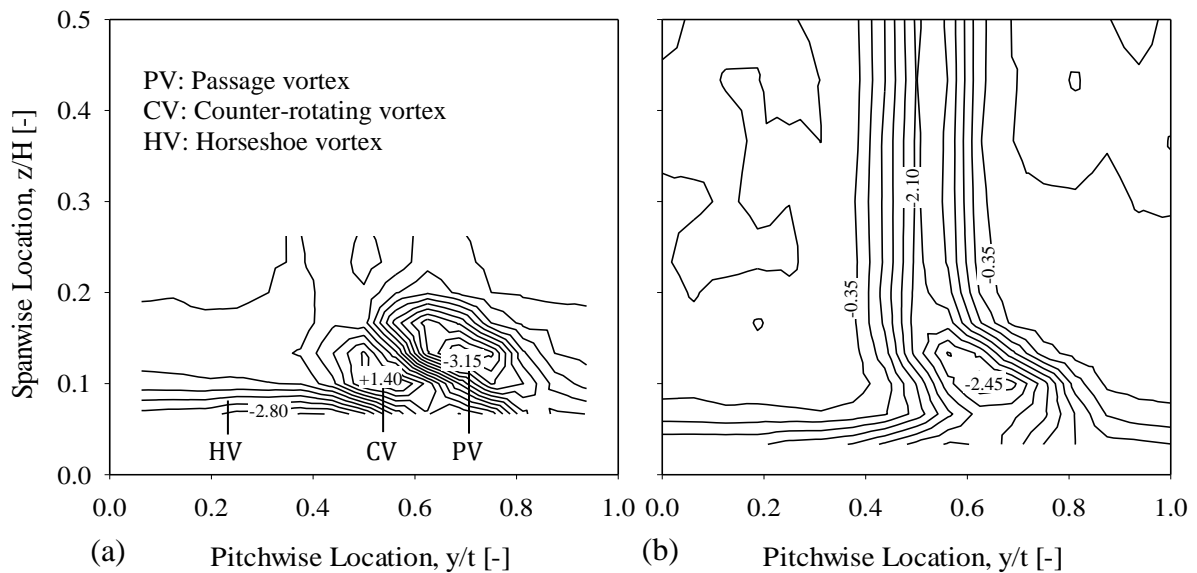 PV: Passage vortex
CV: Counter-rotating vortex
HV: Horseshoe vortex
Spanwise Location, z/H [-]
0.5
0.4
0.3
0.2
0.1
0.0
+1.40
-3.15
-2.80
HV
CV
PV
0.0 0.2 0.4 0.6 0.8 1.0
(a) Pitchwise Location, y/t [-]
-2.10
-0.35
-0.35
-2.45
0.0 0.2 0.4 0.6 0.8 1.0
(b) Pitchwise Location, y/t [-]